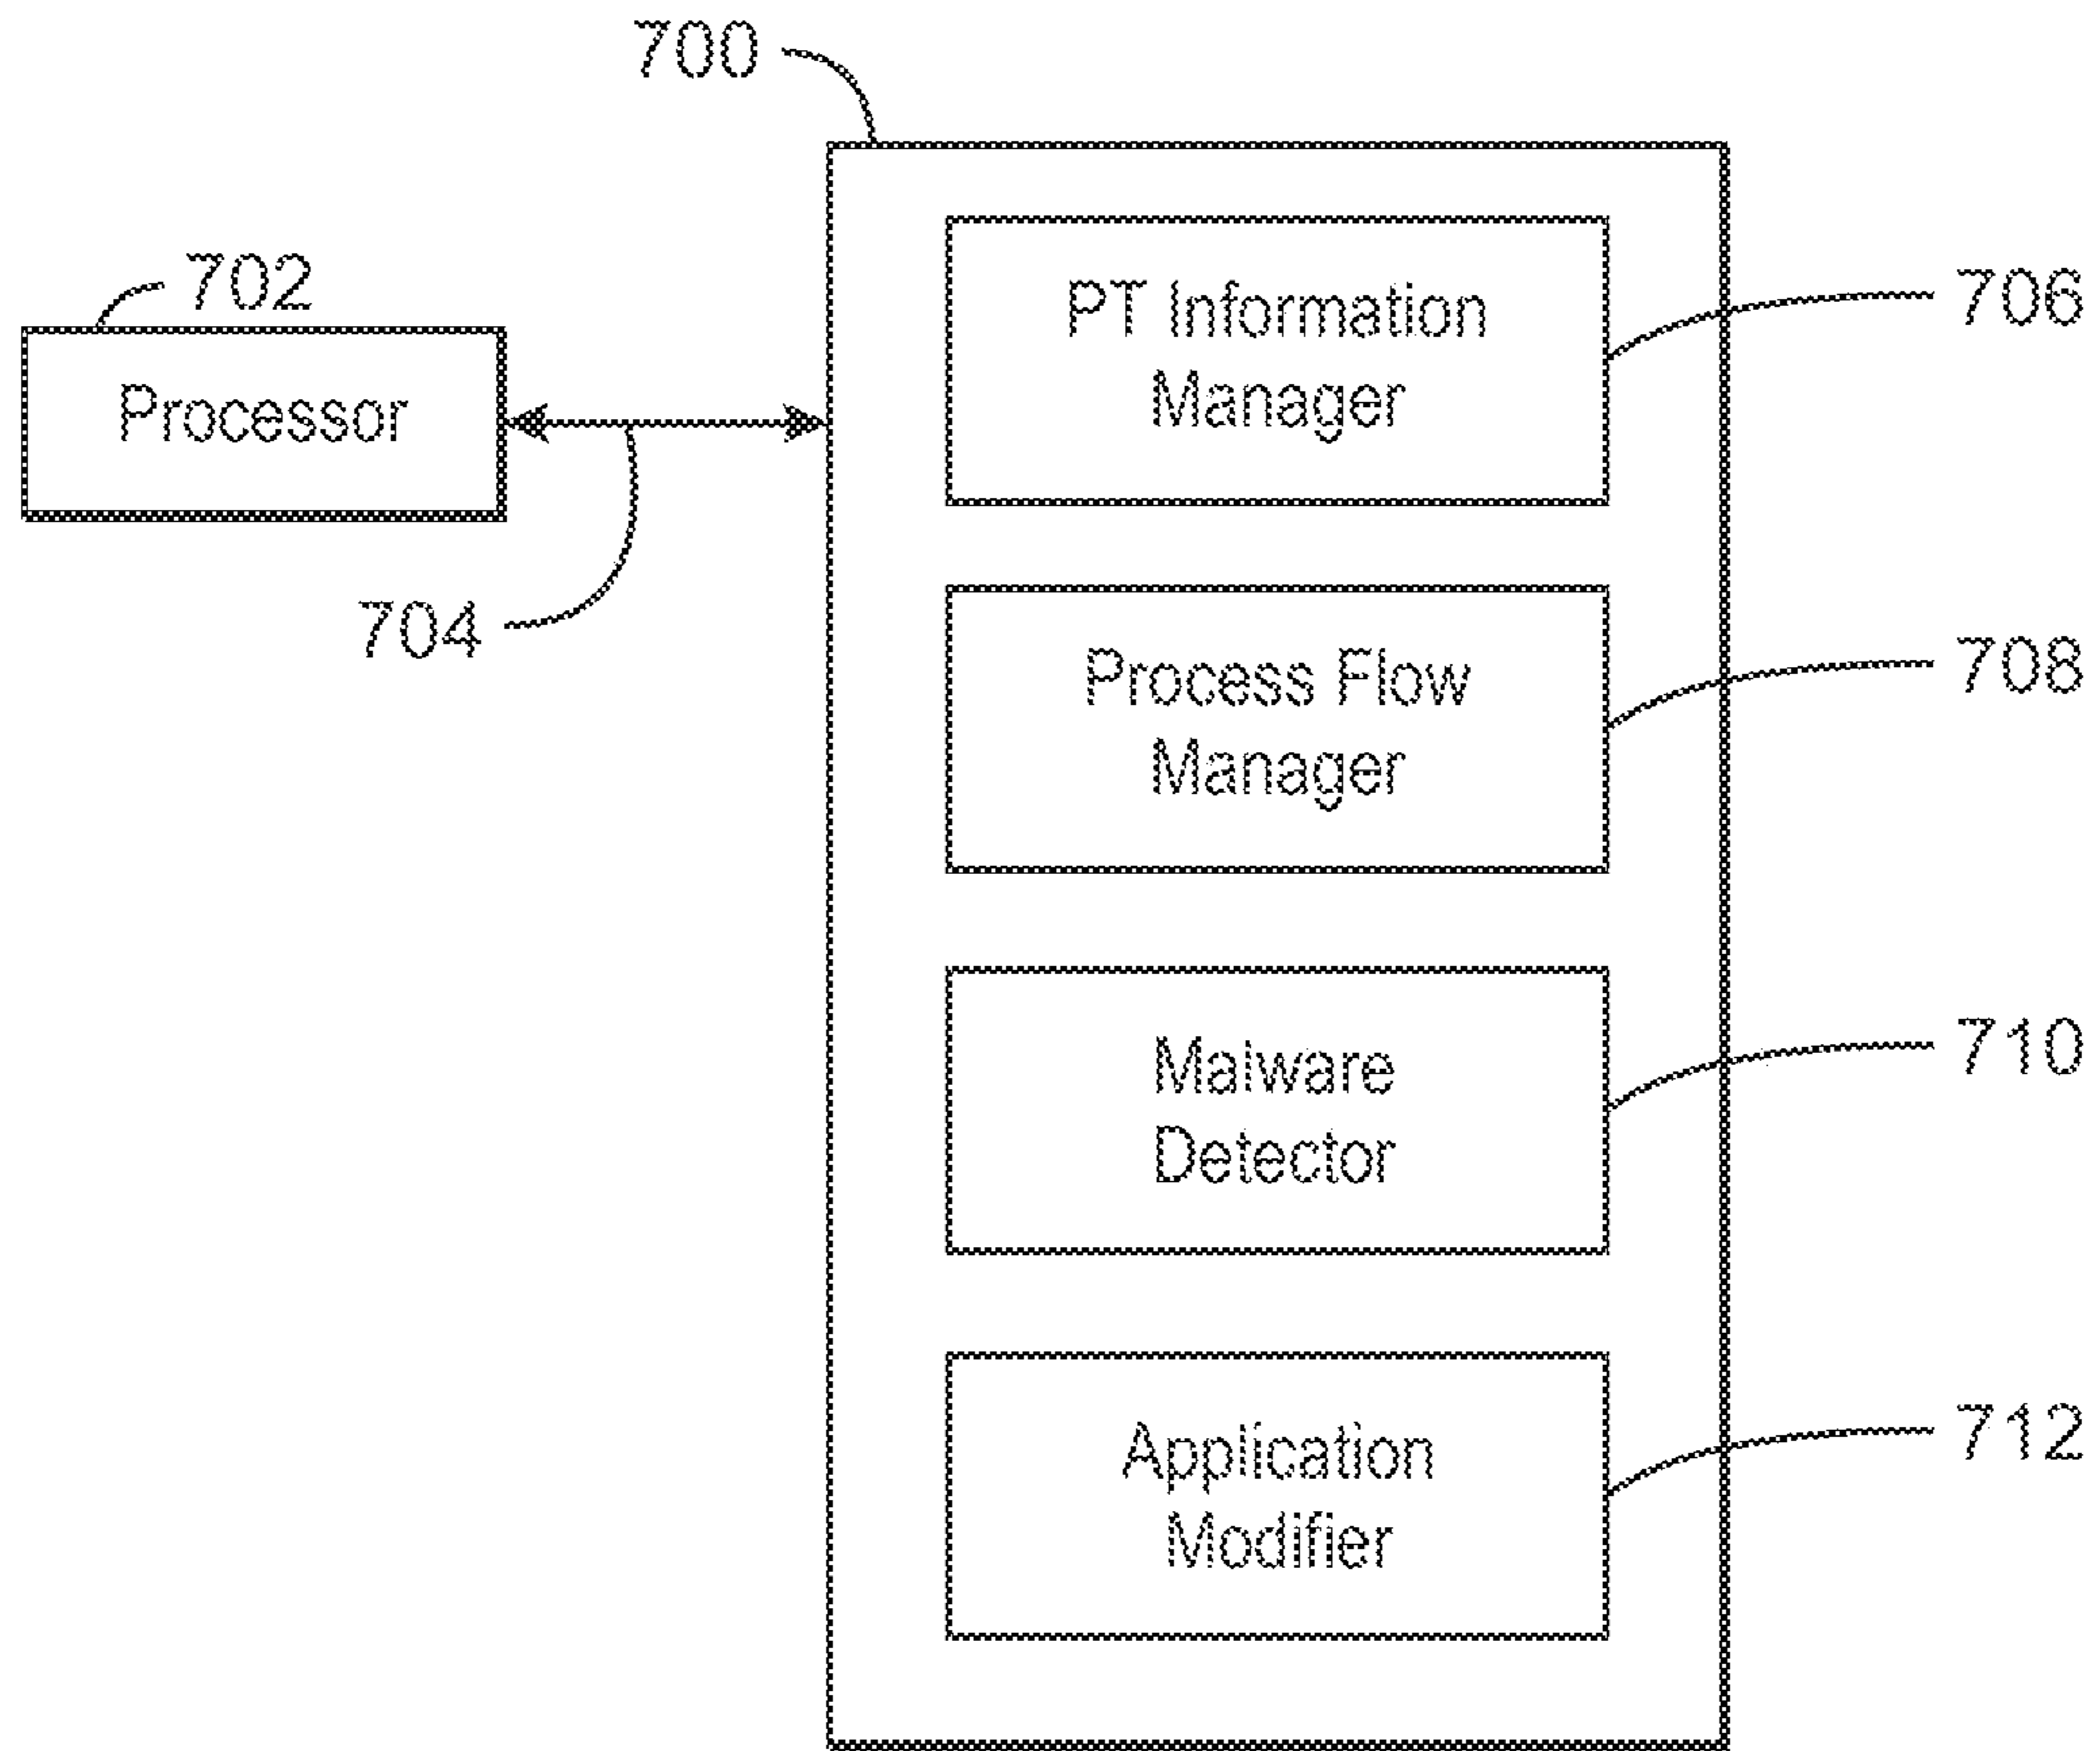 700
702
Processor
704
PT Information
Manager
706
Process Flow
Manager
708
Malware
Detector
710
Application
Modifier
712